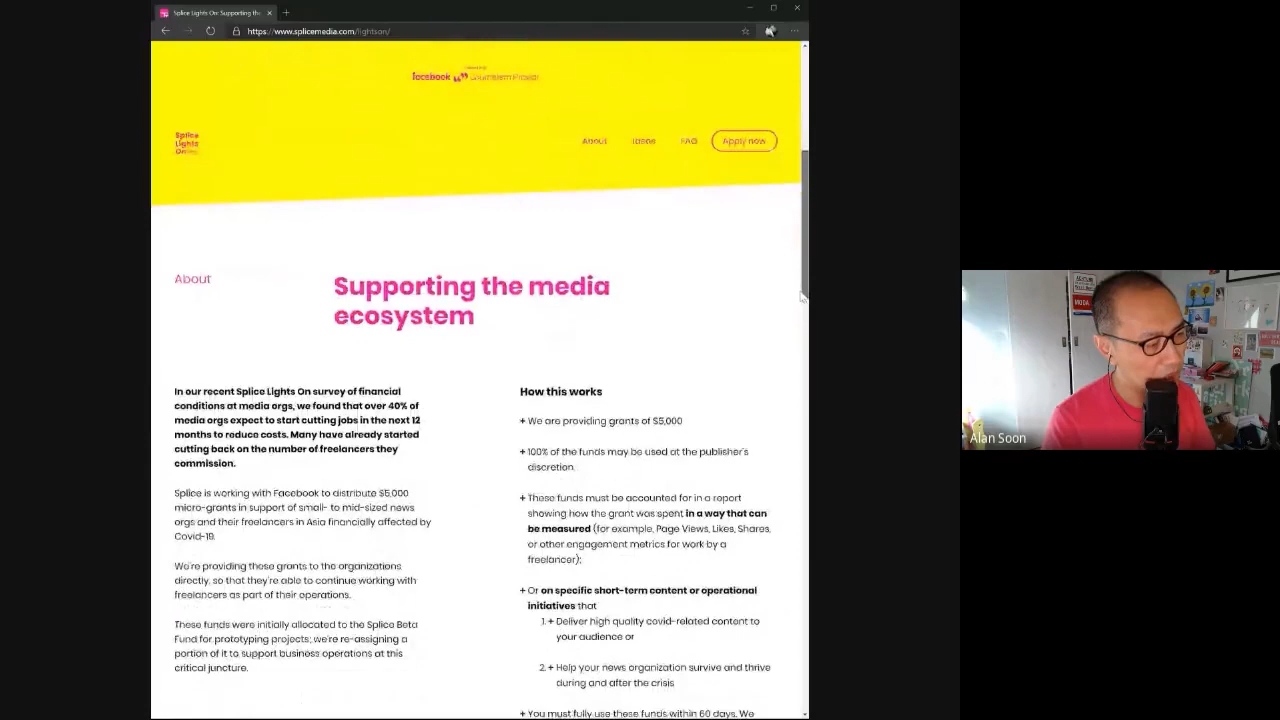 Splice Lights On: Supporting the
https://www.splicemedia.com/lightson/
facebook Journalism Project
Splice
Lights
On
About
FAQ
Apply now
About
Supporting the media
ecosystem
In our recent Splice Lights On survey of financial
conditions at media orgs, we found that over 40% of
media orgs expect to start cutting jobs in the next 12
months to reduce costs. Many have already started
cutting back on the number of freelancers they
commission.
Splice is working with Facebook to distribute $5,000
micro-grants in support of small- to mid-sized news
orgs and their freelancers in Asia financially affected by
Covid-19.
We're providing these grants to the organizations
directly, so that they're able to continue working with
freelancers as part of their operations.
These funds were initially allocated to the Splice Beta
Fund for prototyping projects; we're re-assigning a
portion of it to support business operations at this
critical juncture.
How this works
+ We are providing grants of $5,000
+ 100% of the funds may be used at the publisher's
discretion.
+ These funds must be accounted for in a report
showing how the grant was spent in a way that can
be measured (for example, Page Views, Likes, Shares,
or other engagement metrics for work by a
freelancer);
+ Or on specific short-term content or operational
initiatives that
1. + Deliver high quality covid-related content to
your audience or
2. + Help your news organization survive and thrive
during and after the crisis
+ You must fully use these funds within 60 days. We
MODA
Alan Soon